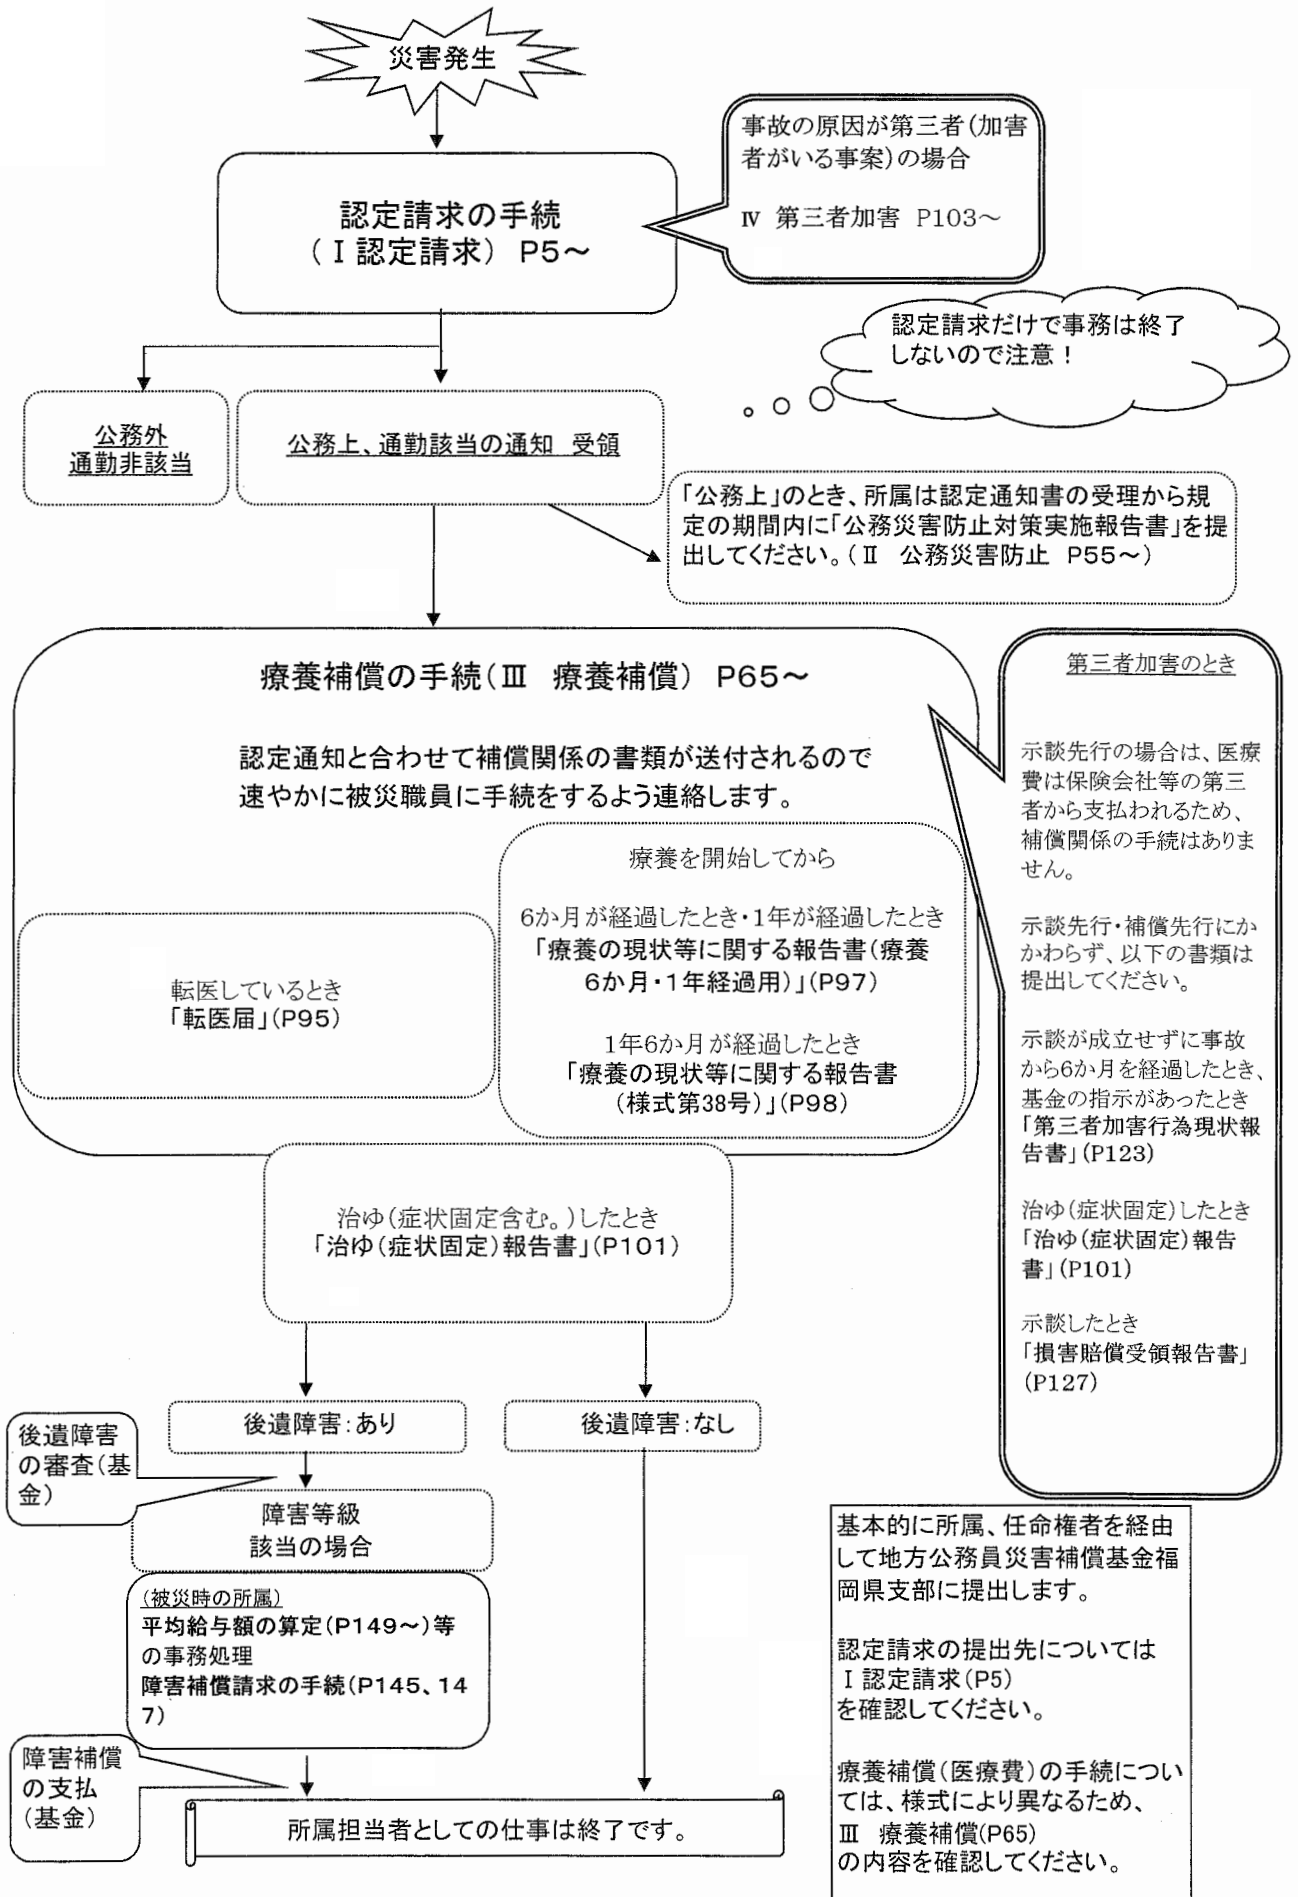 災害発生
事故の原因が第三者（加害
者がいる事案）の場合
Ⅳ 第三者加害 P103～
認定請求の手続
（Ⅰ認定請求） P5～
認定請求だけで事務は終了
しないので注意！
公務外
通勤非該当
公務上、通勤該当の通知 受領
「公務上」のとき、所属は認定通知書の受理から規
定の期間内に「公務災害防止対策実施報告書」を提
出してください。（Ⅱ 公務災害防止 P55～）
療養補償の手続（Ⅲ 療養補償） P65～
認定通知と合わせて補償関係の書類が送付されるので
速やかに被災職員に手続をするよう連絡します。
療養を開始してから
6か月が経過したとき・1年が経過したとき
「療養の現状等に関する報告書（療養
6か月・1年経過用）」（P97）
1年6か月が経過したとき
「療養の現状等に関する報告書
（様式第38号）」（P98）
転医しているとき
「転医届」（P95）
第三者加害のとき
示談先行の場合は、医療
費は保険会社等の第三
者から支払われるため、
補償関係の手続はありま
せん。
示談先行・補償先行にか
かわらず、以下の書類は
提出してください。
示談が成立せずに事故
から6か月を経過したとき、
基金の指示があったとき
「第三者加害行為現状報
告書」（P123）
治ゆ（症状固定）したとき
「治ゆ（症状固定）報告
書」（P101）
示談したとき
「損害賠償受領報告書」
（P127）
治ゆ（症状固定含む。）したとき
「治ゆ（症状固定）報告書」（P101）
後遺障害：あり
後遺障害：なし
後遺障害
の審査（基
金）
障害等級
該当の場合
（被災時の所属）
平均給与額の算定（P149～）等
の事務処理
障害補償請求の手続（P145、14
7）
障害補償
の支払
（基金）
所属担当者としての仕事は終了です。
基本的に所属、任命権者を経由
して地方公務員災害補償基金福
岡県支部に提出します。
認定請求の提出先については
Ⅰ認定請求（P5）
を確認してください。
療養補償（医療費）の手続につい
ては、様式により異なるため、
Ⅲ 療養補償（P65）
の内容を確認してください。